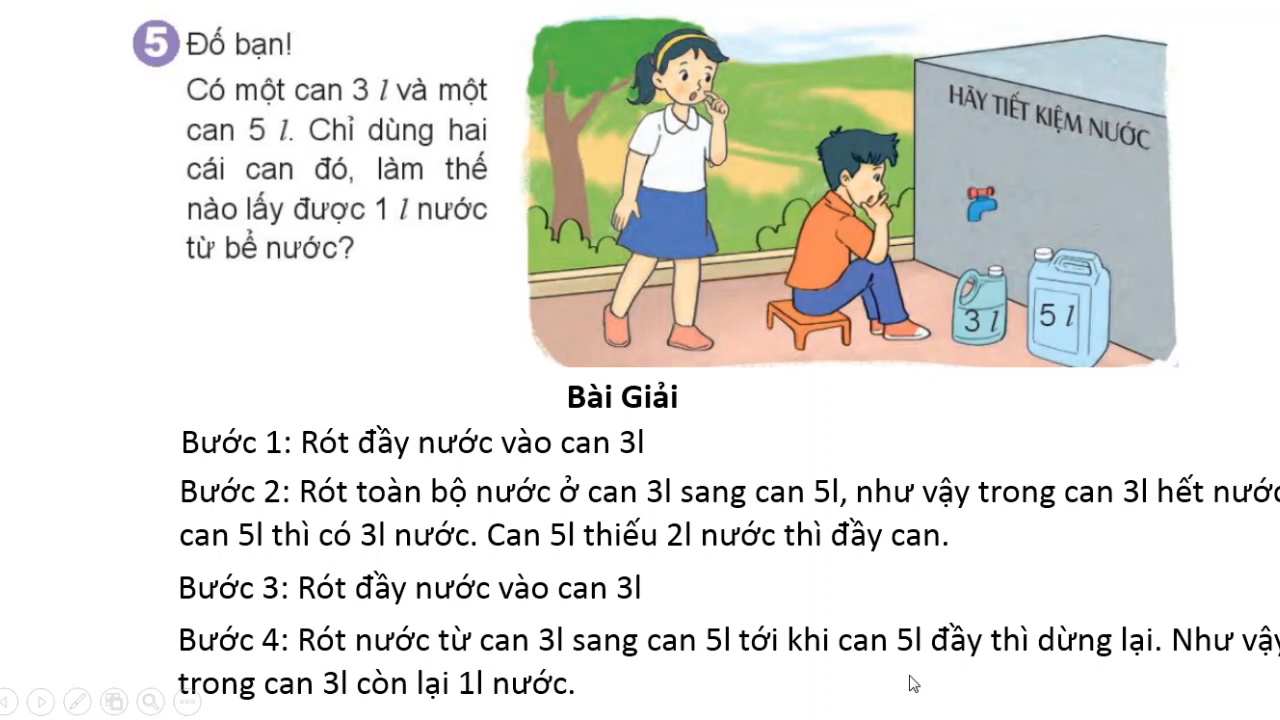 5 Đố bạn!
Có một can 3 l và một
can 5 l. Chỉ dùng hai
cái can đó, làm thế
nào lấy được 1 l nước
từ bể nước?
HÃY TIẾT KIỆM NƯỚC
3 l
5 l
Bài Giải
Bước 1: Rót đầy nước vào can 3l
Bước 2: Rót toàn bộ nước ở can 3l sang can 5l, như vậy trong can 3l hết nước
can 5l thì có 3l nước. Can 5l thiếu 2l nước thì đầy can.
Bước 3: Rót đầy nước vào can 3l
Bước 4: Rót nước từ can 3l sang can 5l tới khi can 5l đầy thì dừng lại. Như vậy
trong can 3l còn lại 1l nước.